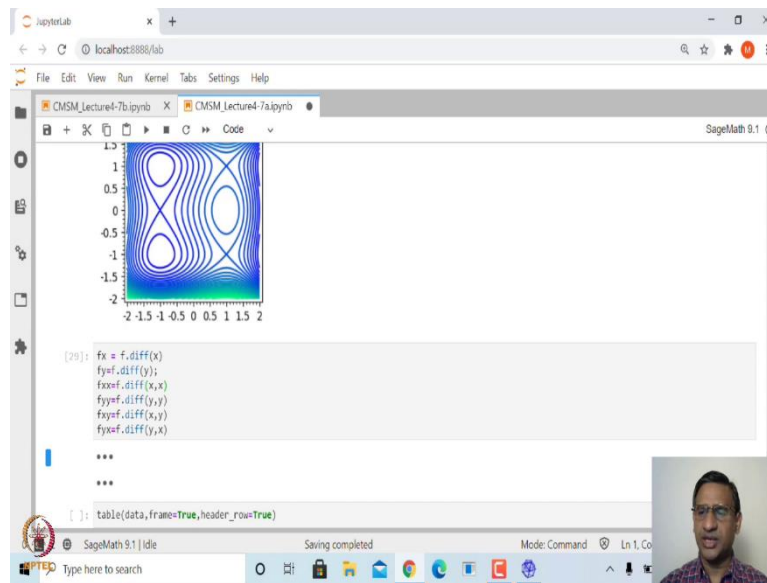 JupyterLab
localhost:8888/lab
M
File Edit View Run Kernel Tabs Settings Help
CMSM_Lecture4-7b.ipynb
CMSM_Lecture4-7a.ipynb
Code
SageMath 9.1
1.5
1
0.5
0
-0.5
-1
-1.5
-2
-2 -1.5 -1 -0.5 0 0.5 1 1.5 2
[29]: fx = f.diff(x)
fy=f.diff(y);
fxx=f.diff(x,x)
fyy=f.diff(y,y)
fxy=f.diff(x,y)
fyx=f.diff(y,x)
[ ]: table(data,frame=True,header_row=True)
SageMath 9.1 | Idle
Saving completed
Mode: Command
Ln 1, Co
Type here to search